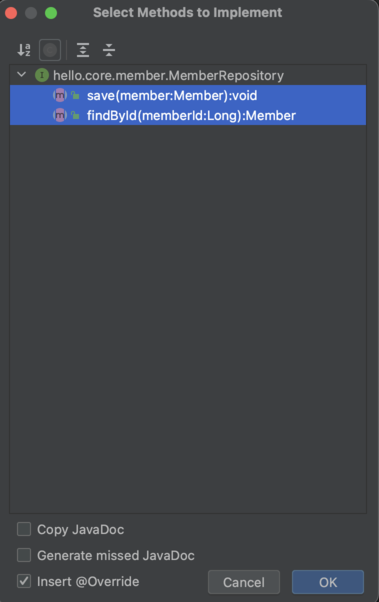 Select Methods to Implement
hello.core.member.MemberRepository
save(member:Member):void
findById(memberId:Long):Member
Copy JavaDoc
Generate missed JavaDoc
Insert @Override
Cancel
OK